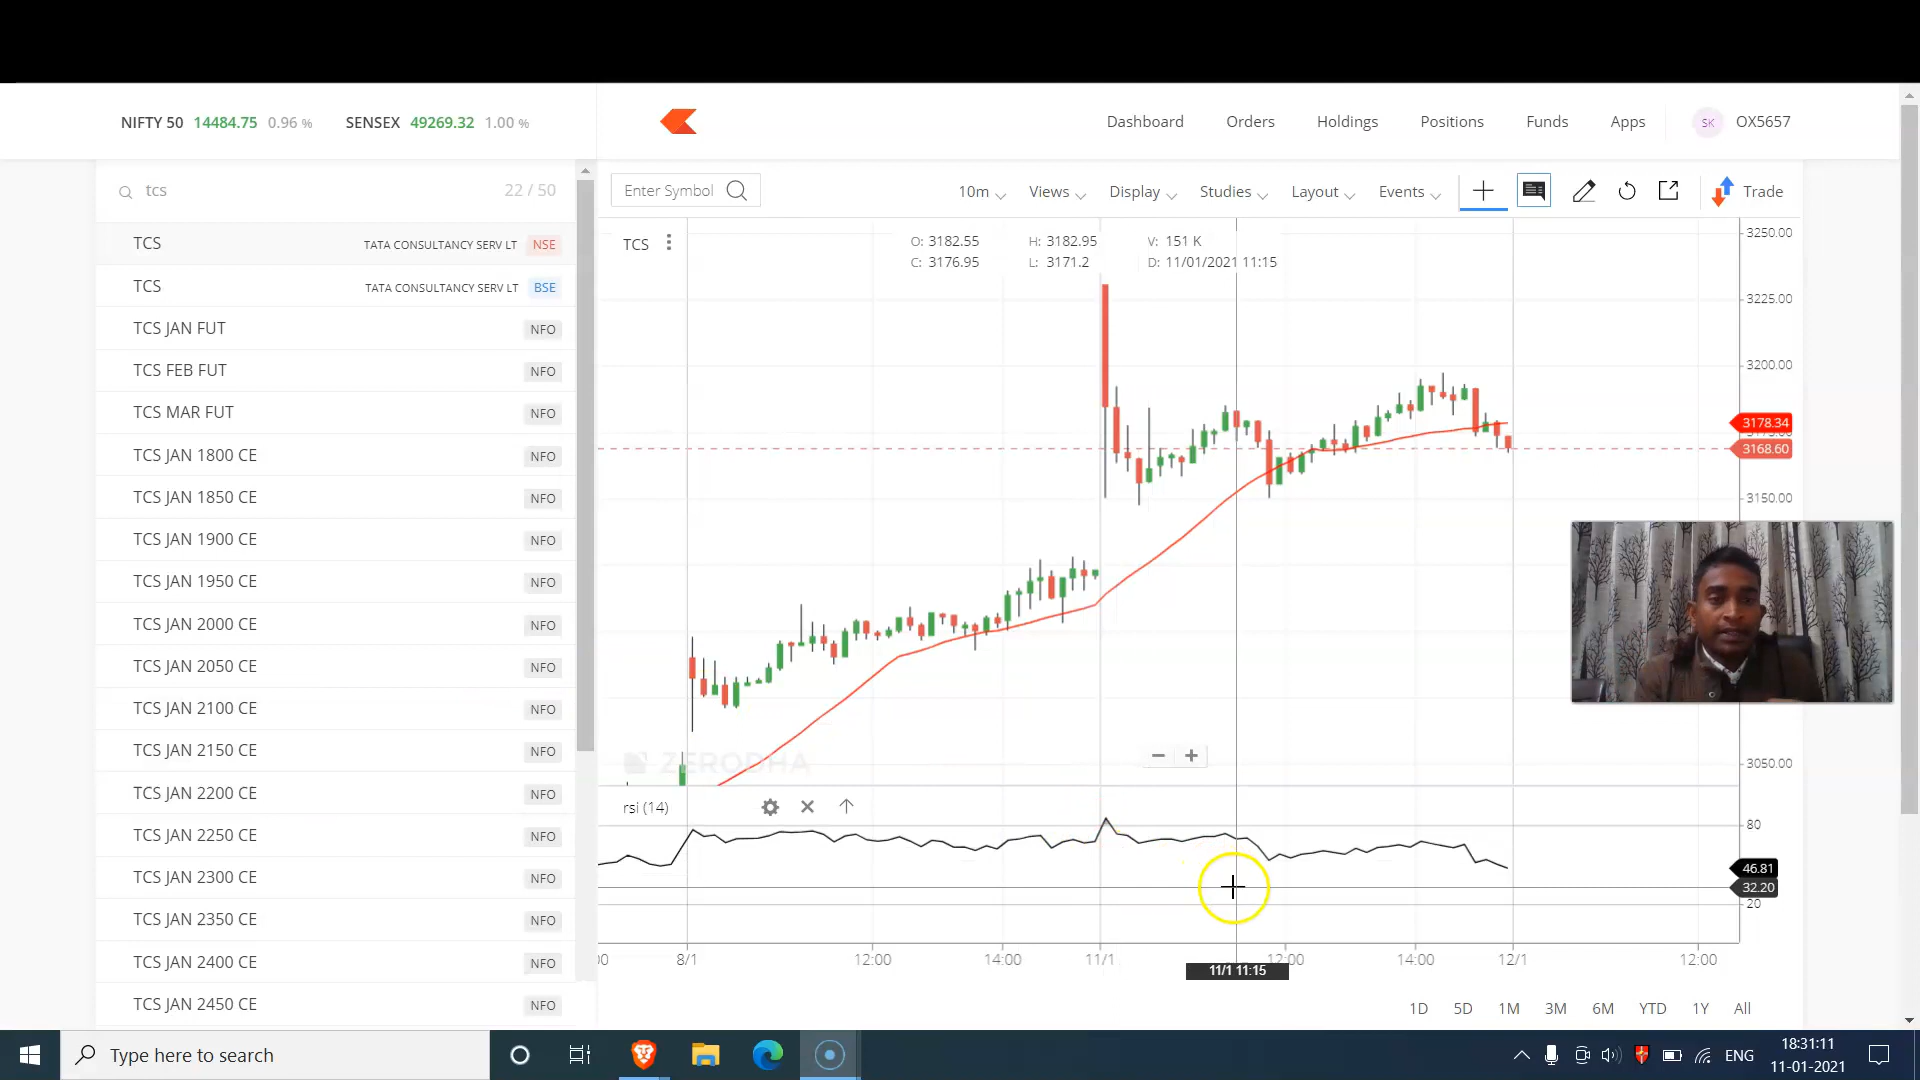 NIFTY 50 14484.75 0.96 % SENSEX 49269.32 1.00 %
Dashboard Orders Holdings Positions Funds Apps SK OX5657
tcs 22 / 50
TCS TATA CONSULTANCY SERV LT NSE
TCS TATA CONSULTANCY SERV LT BSE
TCS JAN FUT NFO
TCS FEB FUT NFO
TCS MAR FUT NFO
TCS JAN 1800 CE NFO
TCS JAN 1850 CE NFO
TCS JAN 1900 CE NFO
TCS JAN 1950 CE NFO
TCS JAN 2000 CE NFO
TCS JAN 2050 CE NFO
TCS JAN 2100 CE NFO
TCS JAN 2150 CE NFO
TCS JAN 2200 CE NFO
TCS JAN 2250 CE NFO
TCS JAN 2300 CE NFO
TCS JAN 2350 CE NFO
TCS JAN 2400 CE NFO
TCS JAN 2450 CE NFO
Enter Symbol 10m Views Display Studies Layout Events Trade
TCS O: 3182.55 H: 3182.95 V: 151 K
C: 3176.95 L: 3171.2 D: 11/01/2021 11:15
3250.00
3225.00
3200.00
3178.34
3168.60
3150.00
3050.00
ZERODHA
rsi (14)
80
46.81
32.20
20
8/1 12:00 14:00 11/1 12:00 14:00 12/1 12:00
11/1 11:15
1D 5D 1M 3M 6M YTD 1Y All
Type here to search
ENG
18:31:11
11-01-2021